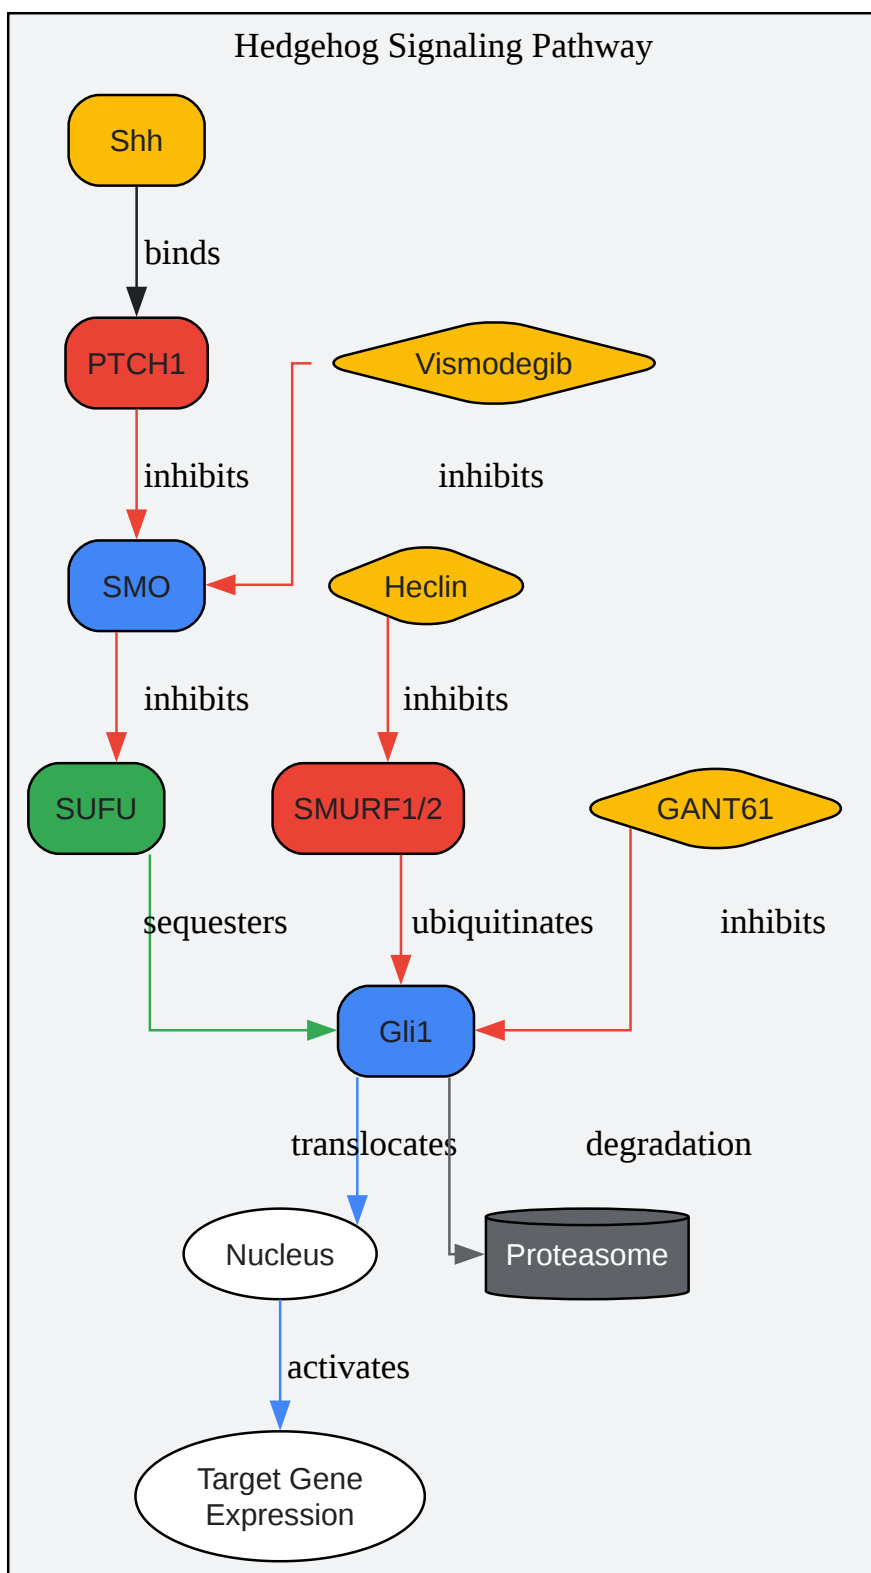 Hedgehog Signaling Pathway
Shh
binds
PTCH1
Vismodegib
inhibits
inhibits
SMO
Heclin
inhibits
inhibits
SUFU
SMURF1/2
GANT61
sequesters
ubiquitinates
inhibits
Gli1
translocates
degradation
Nucleus
Proteasome
activates
Target Gene
Expression